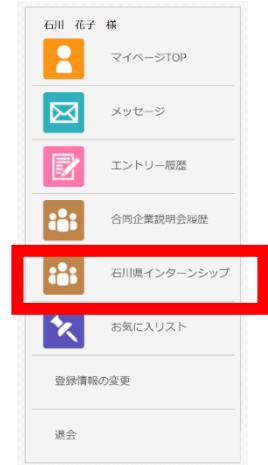 石川　花子　様
マイページTOP
メッセージ
エントリー履歴
合同企業説明会履歴
石川県インターンシップ
お気に入リスト
登録情報の変更
退会